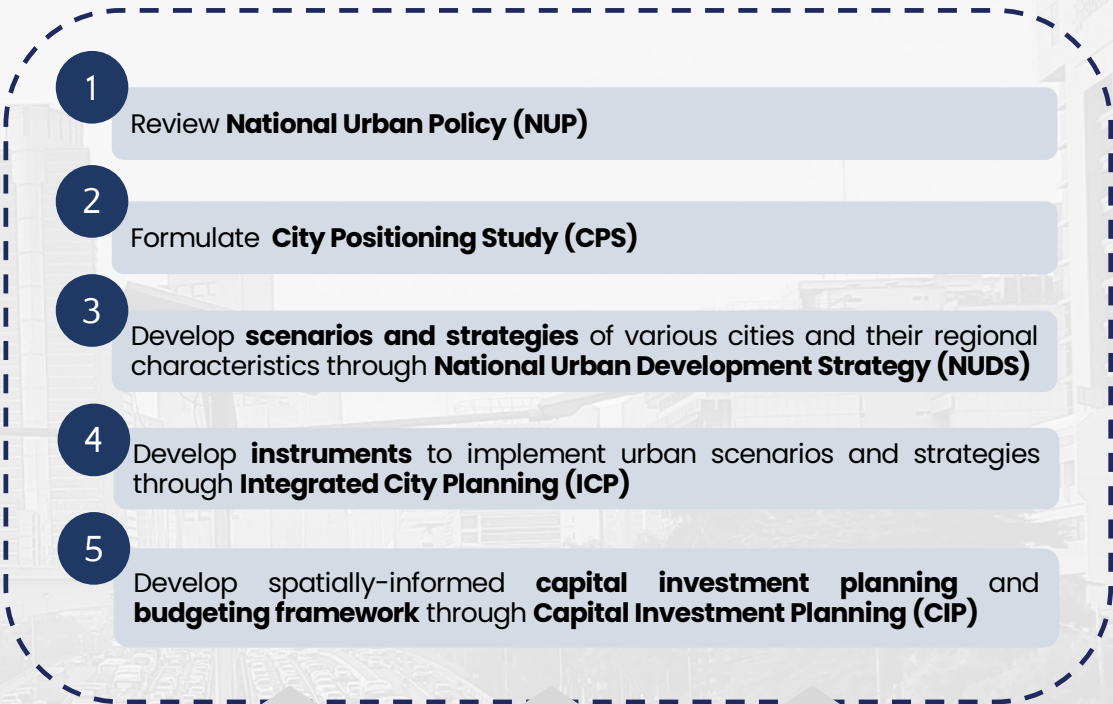 1
Review National Urban Policy (NUP)
2
Formulate City Positioning Study (CPS)
3
Develop scenarios and strategies of various cities and their regional
characteristics through National Urban Development Strategy (NUDS)
4
Develop instruments to implement urban scenarios and strategies
through Integrated City Planning (ICP)
5
Develop spatially-informed capital investment planning and
budgeting framework through Capital Investment Planning (CIP)